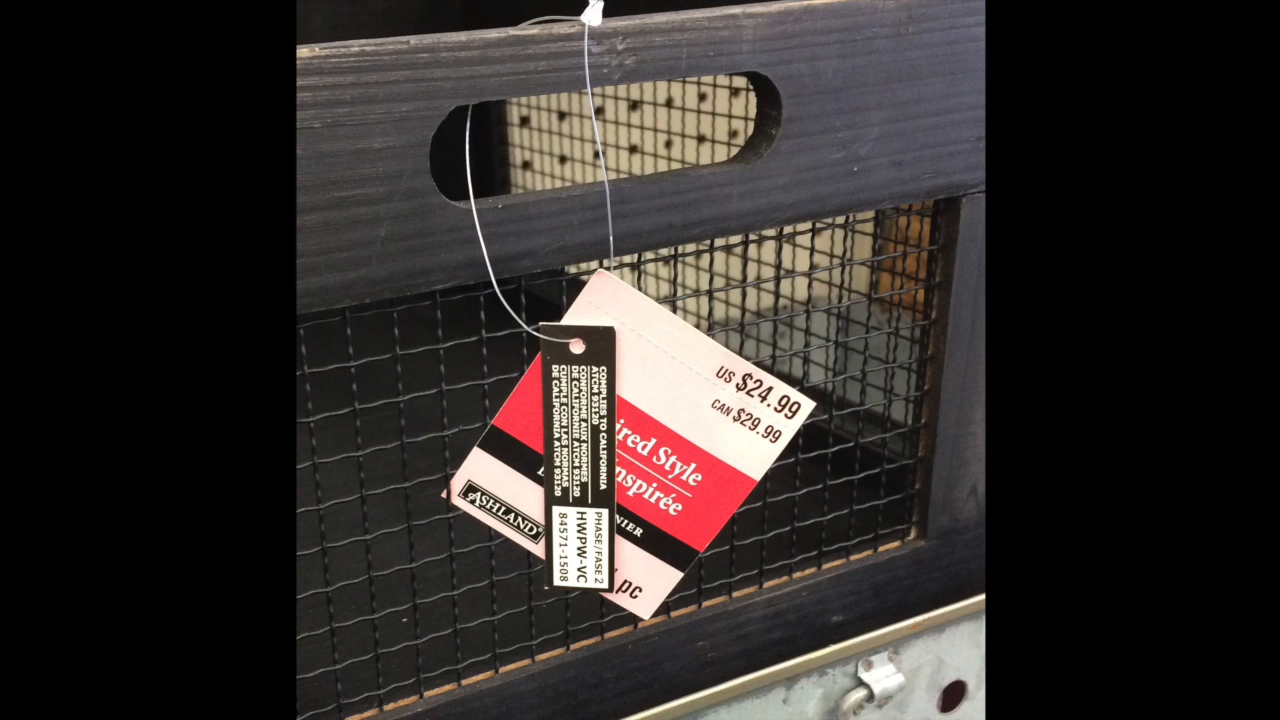 US $24.99
CAN $29.99
ired Style
nspirée
NIER
ASHLAND®
pc
COMPLIES TO CALIFORNIA
ATCM 93120
CONFORME AUX NORMES
DE CALIFORNIE ATCM 93120
CUMPLE CON LAS NORMAS
DE CALIFORNIA ATCM 93120
PHASE/FASE 2
HWPW-VC
84571-1508